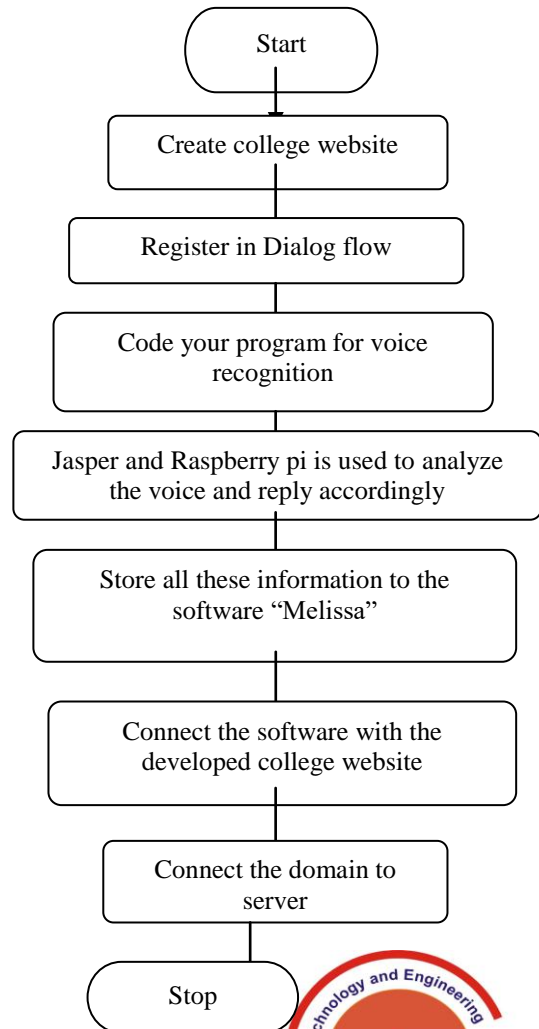 Start
Create college website
Register in Dialog flow
Code your program for voice
recognition
Jasper and Raspberry pi is used to analyze
the voice and reply accordingly
Store all these information to the
software “Melissa”
Connect the software with the
developed college website
Connect the domain to
server
Stop
and Engineering